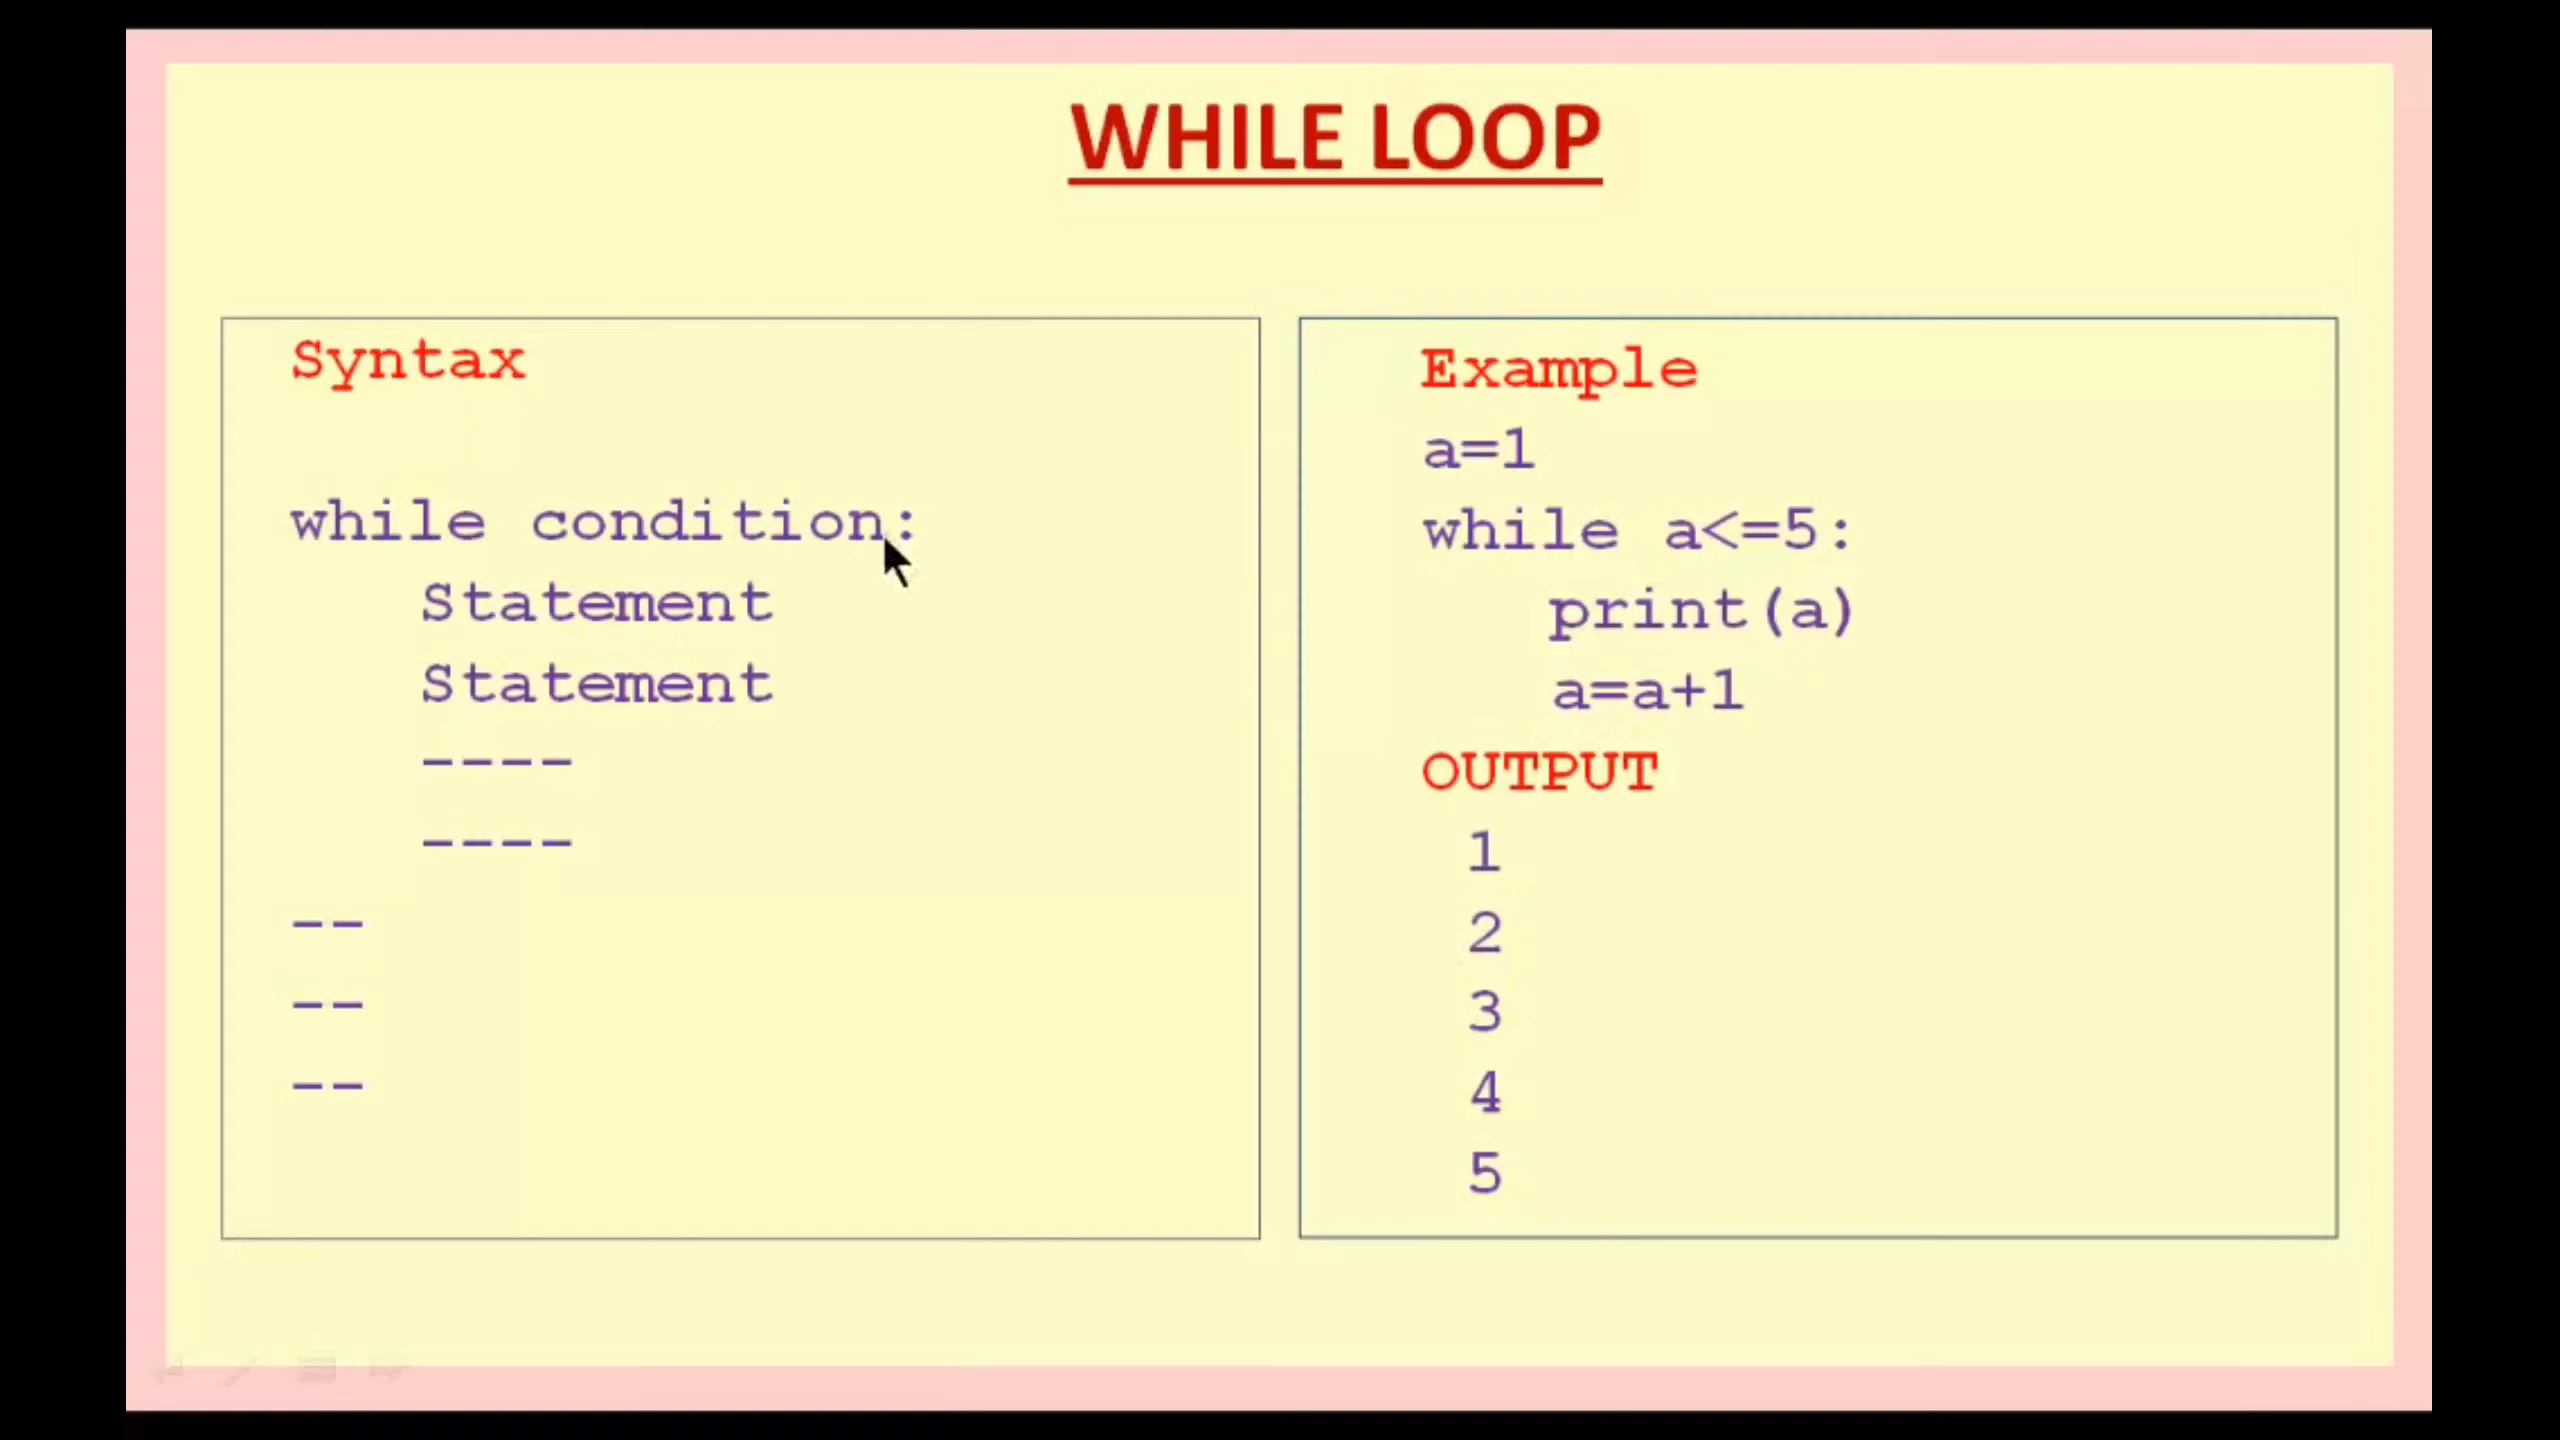 WHILE LOOP
Syntax
while condition:
Statement
Statement
----
----
--
--
--
Example
a=1
while a<=5:
print(a)
a=a+1
OUTPUT
1
2
3
4
5